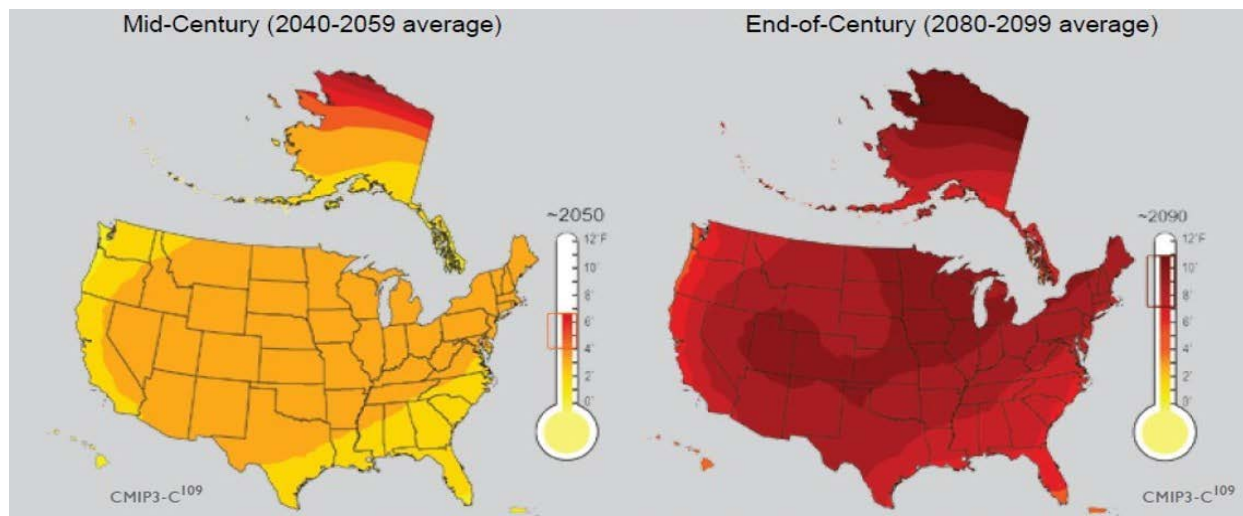 Mid-Century (2040-2059 average)
End-of-Century (2080-2099 average)
~2050
12°F
10°
8°
6°
4°
2°
0°
CMIP3-C109
~2090
12°F
10°
8°
6°
4°
2°
0°
CMIP3-C109